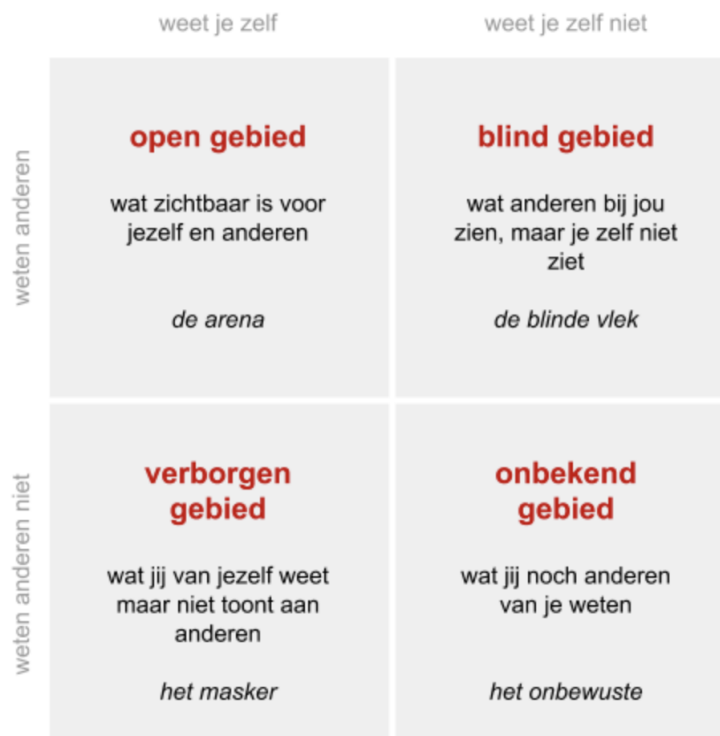 weet je zelf
weet je zelf niet
weten anderen
open gebied
wat zichtbaar is voor
jezelf en anderen
de arena
blind gebied
wat anderen bij jou
zien, maar je zelf niet
ziet
de blinde vlek
weten anderen niet
verborgen
gebied
wat jij van jezelf weet
maar niet toont aan
anderen
het masker
onbekend
gebied
wat jij noch anderen
van je weten
het onbewuste